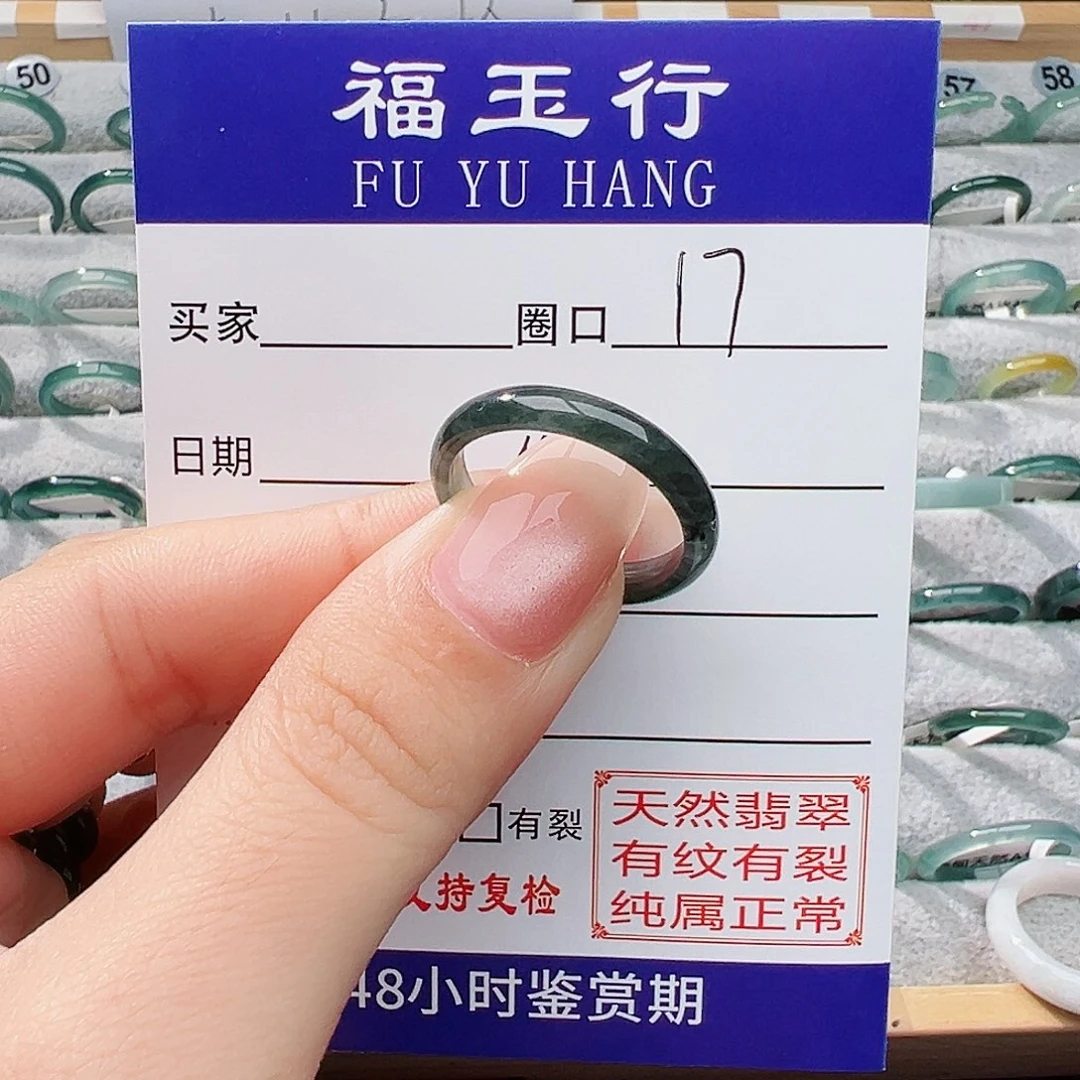 50
57
58
福玉行
FU YU HANG
买家 圈口 17
日期
有裂
持复检
天然翡翠
有纹有裂
纯属正常
48小时鉴赏期